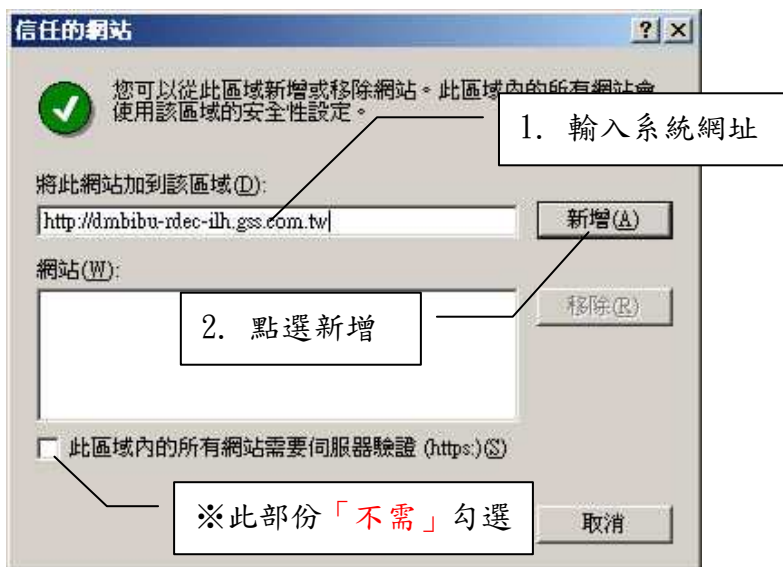 信任的網站
您可以從此區域新增或移除網站。此區域內的所有網站會
使用該區域的安全性設定。
1. 輸入系統網址
將此網站加到該區域(D):
http://dmbibu-rdec-ilh.gss.com.tw
新增(A)
網站(W):
2. 點選新增
移除(R)
此區域內的所有網站需要伺服器驗證 (https:)(S)
※此部份「不需」勾選
取消